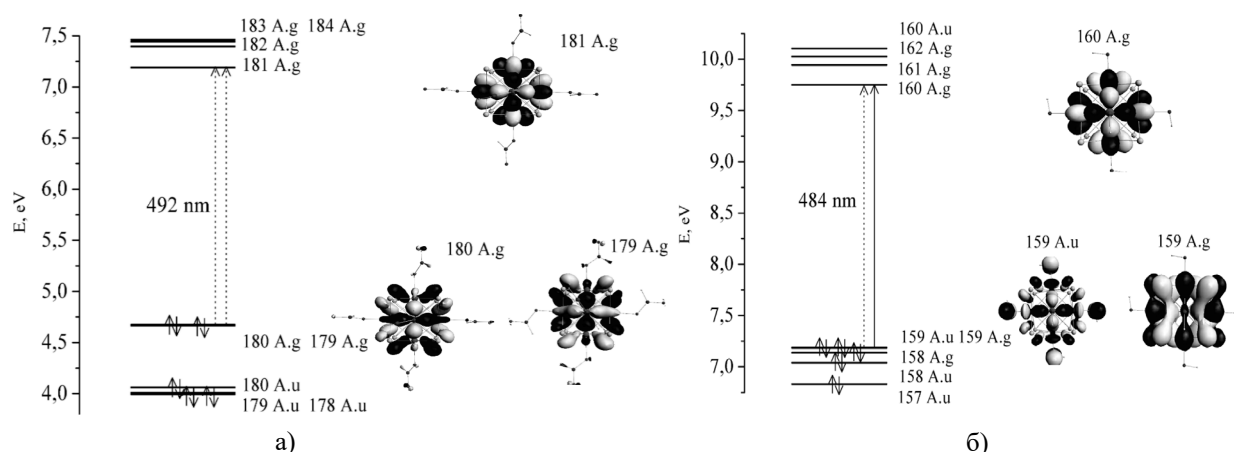 183 A.g 184 A.g
182 A.g
181 A.g
181 A.g
7,5
7,0
6,5
6,0
5,5
5,0
4,5
4,0
E, eV
492 nm
180 A.g
179 A.g
180 A.g 179 A.g
180 A.u
179 A.u 178 A.u
а)
160 A.u
162 A.g
161 A.g
160 A.g
160 A.g
10,0
9,5
9,0
8,5
8,0
7,5
7,0
E, eV
484 nm
159 A.u
159 A.g
159 A.u 159 A.g
158 A.g
158 A.u
157 A.u
б)